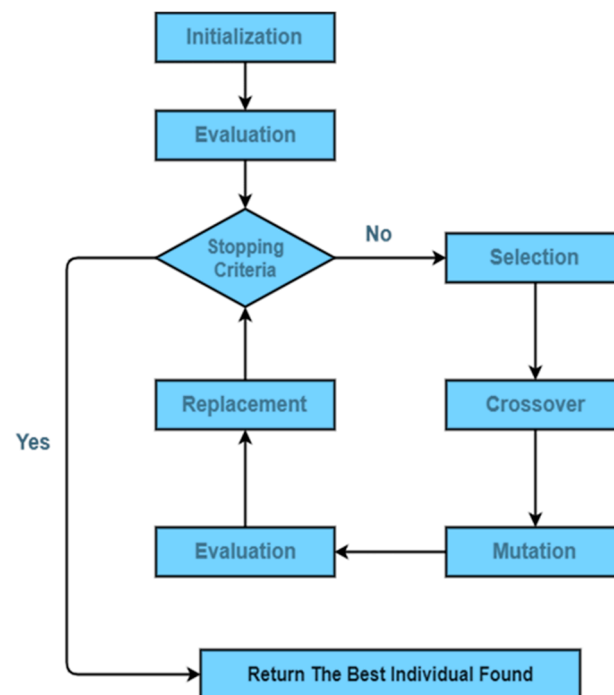 Initialization
Evaluation
Stopping
Criteria
No
Selection
Replacement
Crossover
Yes
Evaluation
Mutation
Return The Best Individual Found